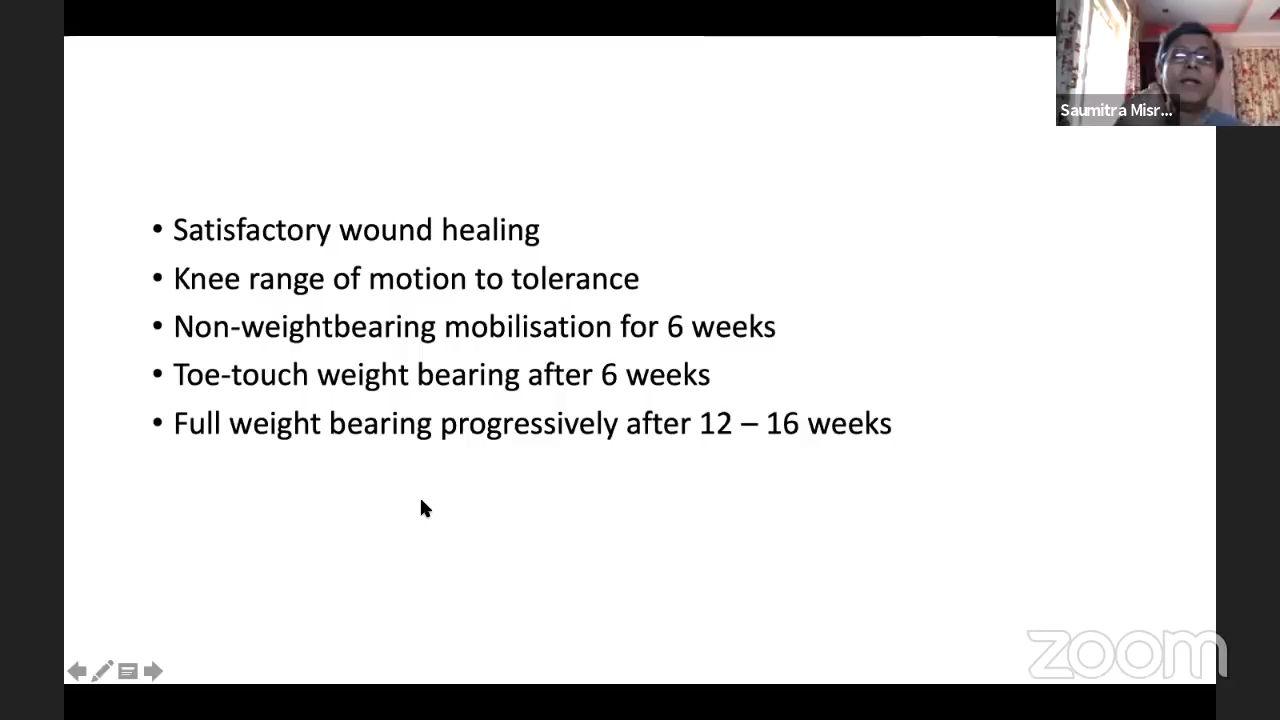 Saumitra Misr...
• Satisfactory wound healing
• Knee range of motion to tolerance
• Non-weightbearing mobilisation for 6 weeks
• Toe-touch weight bearing after 6 weeks
• Full weight bearing progressively after 12 – 16 weeks
zoom